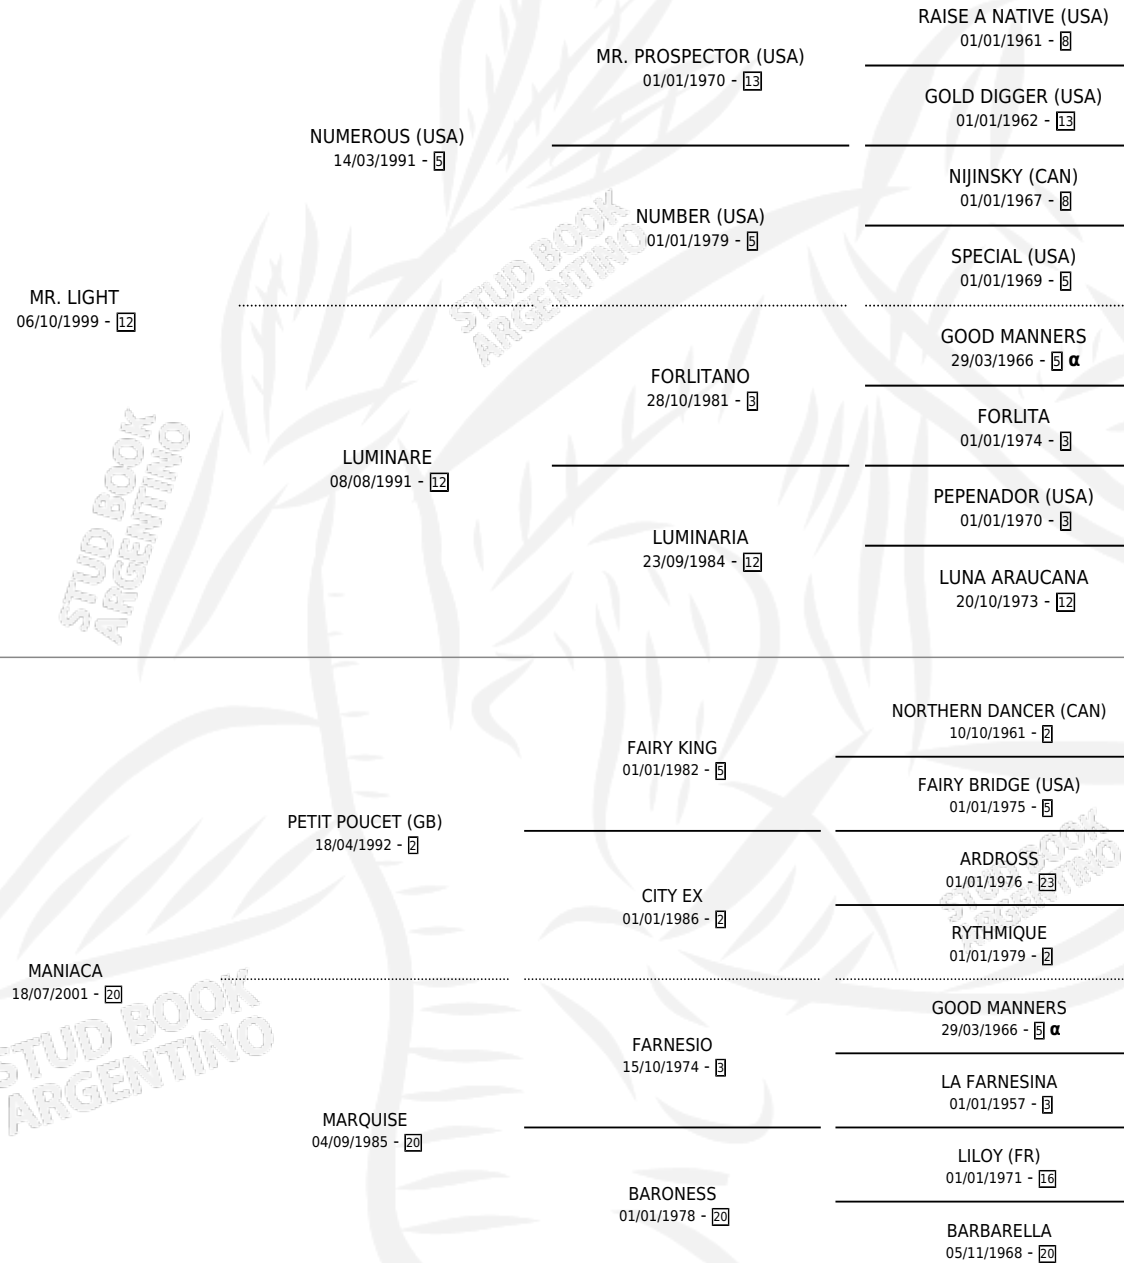 RAISE A NATIVE (USA)
01/01/1961 - 8
MR. PROSPECTOR (USA)
01/01/1970 - 13
GOLD DIGGER (USA)
01/01/1962 - 13
NUMEROUS (USA)
14/03/1991 - 5
NIJINSKY (CAN)
01/01/1967 - 8
NUMBER (USA)
01/01/1979 - 5
SPECIAL (USA)
01/01/1969 - 5
MR. LIGHT
06/10/1999 - 12
GOOD MANNERS
29/03/1966 - 5 α
FORLITANO
28/10/1981 - 3
FORLITA
01/01/1974 - 3
LUMINARE
08/08/1991 - 12
PEPENADOR (USA)
01/01/1970 - 3
LUMINARIA
23/09/1984 - 12
LUNA ARAUCANA
20/10/1973 - 12
NORTHERN DANCER (CAN)
10/10/1961 - 2
FAIRY KING
01/01/1982 - 5
FAIRY BRIDGE (USA)
01/01/1975 - 5
PETIT POUCET (GB)
18/04/1992 - 2
ARDROSS
01/01/1976 - 23
CITY EX
01/01/1986 - 2
RYTHMIQUE
01/01/1979 - 2
MANIACA
18/07/2001 - 20
GOOD MANNERS
29/03/1966 - 5 α
FARNESIO
15/10/1974 - 3
LA FARNESINA
01/01/1957 - 3
MARQUISE
04/09/1985 - 20
LILOY (FR)
01/01/1971 - 16
BARONESS
01/01/1978 - 20
BARBARELLA
05/11/1968 - 20
STUD BOOK
ARGENTINO
STUD BOOK
ARGENTINO
STUD BOOK
ARGENTINO
STUD BOOK
ARGENTINO